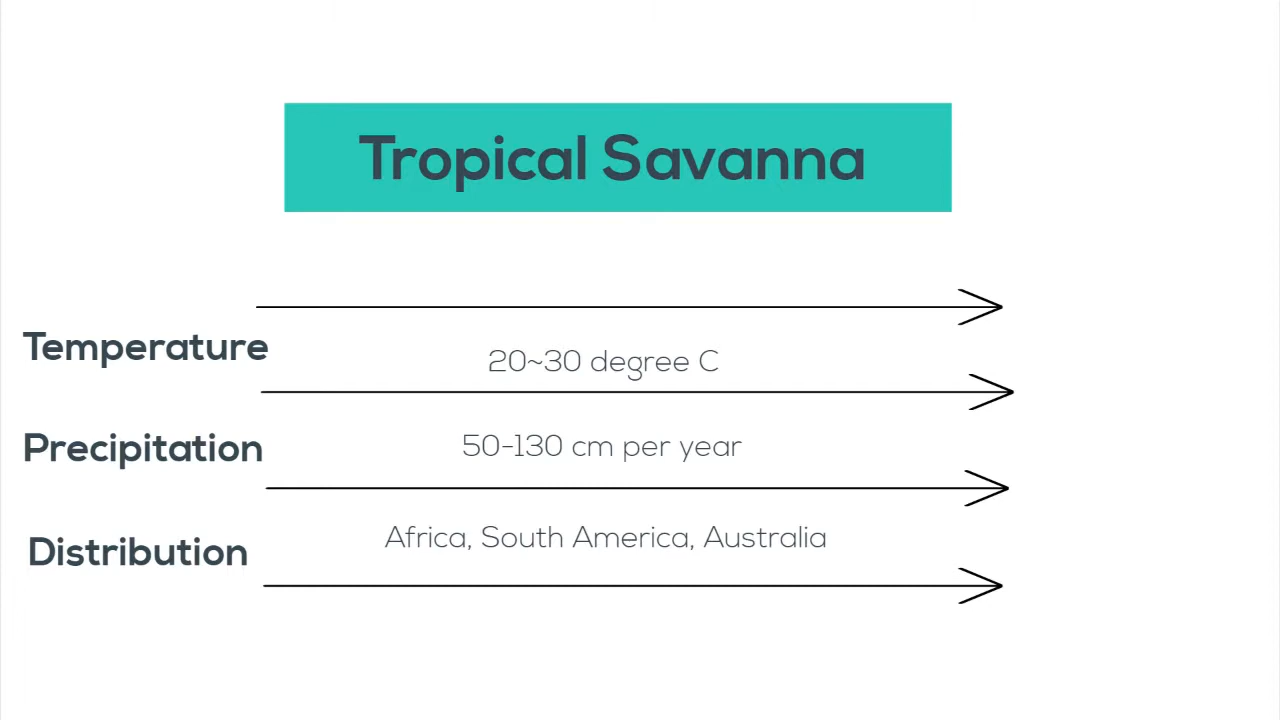 Tropical Savanna
Temperature
20~30 degree C
Precipitation
50-130 cm per year
Distribution
Africa, South America, Australia